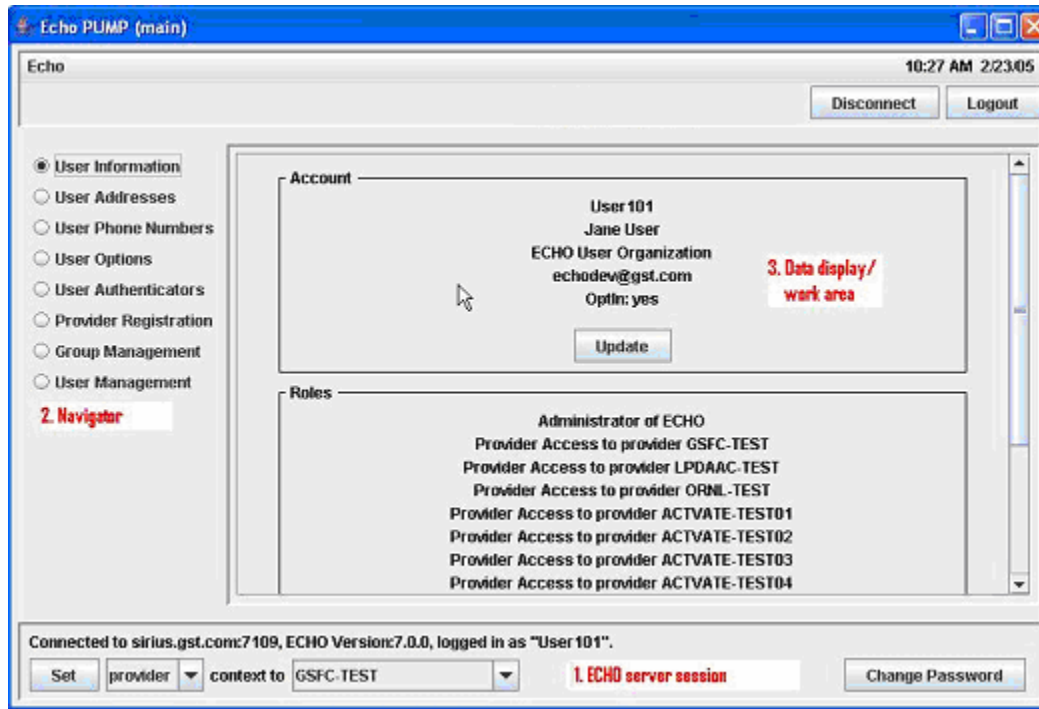 Echo PUMP (main)
Echo
10:27 AM 2/23/05
Disconnect
Logout
User Information
User Addresses
User Phone Numbers
User Options
User Authenticators
Provider Registration
Group Management
User Management
2. Navigator
Account
User101
Jane User
ECHO User Organization
echodev@gst.com
OptIn: yes
3. Data display/
work area
Update
Roles
Administrator of ECHO
Provider Access to provider GSFC-TEST
Provider Access to provider LPDAAC-TEST
Provider Access to provider ORNL-TEST
Provider Access to provider ACTVATE-TEST01
Provider Access to provider ACTVATE-TEST02
Provider Access to provider ACTVATE-TEST03
Provider Access to provider ACTVATE-TEST04
Connected to sirius.gst.com:7109, ECHO Version:7.0.0, logged in as "User101".
Set
provider
context to
GSFC-TEST
1. ECHO server session
Change Password